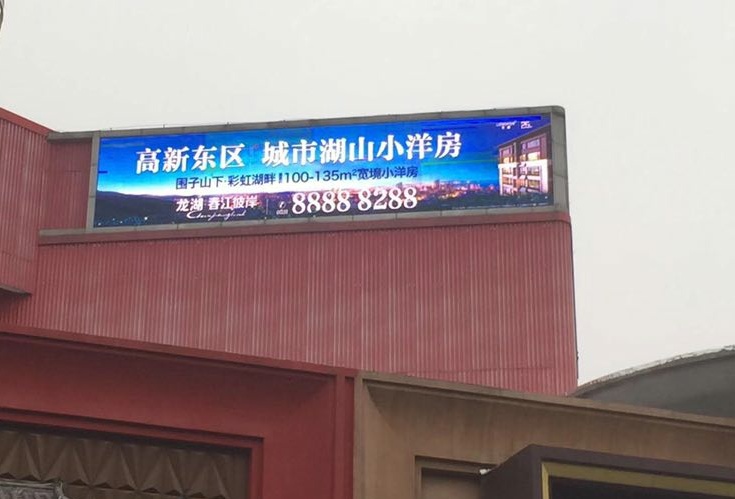 高新东区 城市湖山小洋房
围子山下 彩虹湖畔 100-135m²宽境小洋房
龙湖 春江彼岸 8888 8288